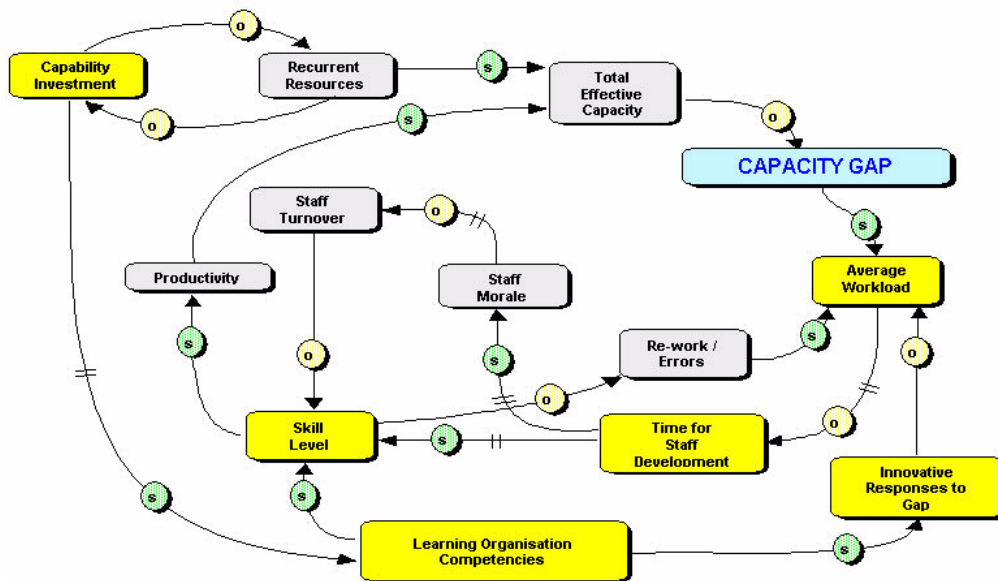 o
Capability
Investment
Recurrent
Resources
s
Total
Effective
Capacity
o
s
o
CAPACITY GAP
Staff
Turnover
o
s
Productivity
Staff
Morale
Average
Workload
s
o
s
Re-work /
Errors
s
o
o
Skill
Level
s
Time for
Staff
Development
o
s
Innovative
Responses to
Gap
s
Learning Organisation
Competencies
s